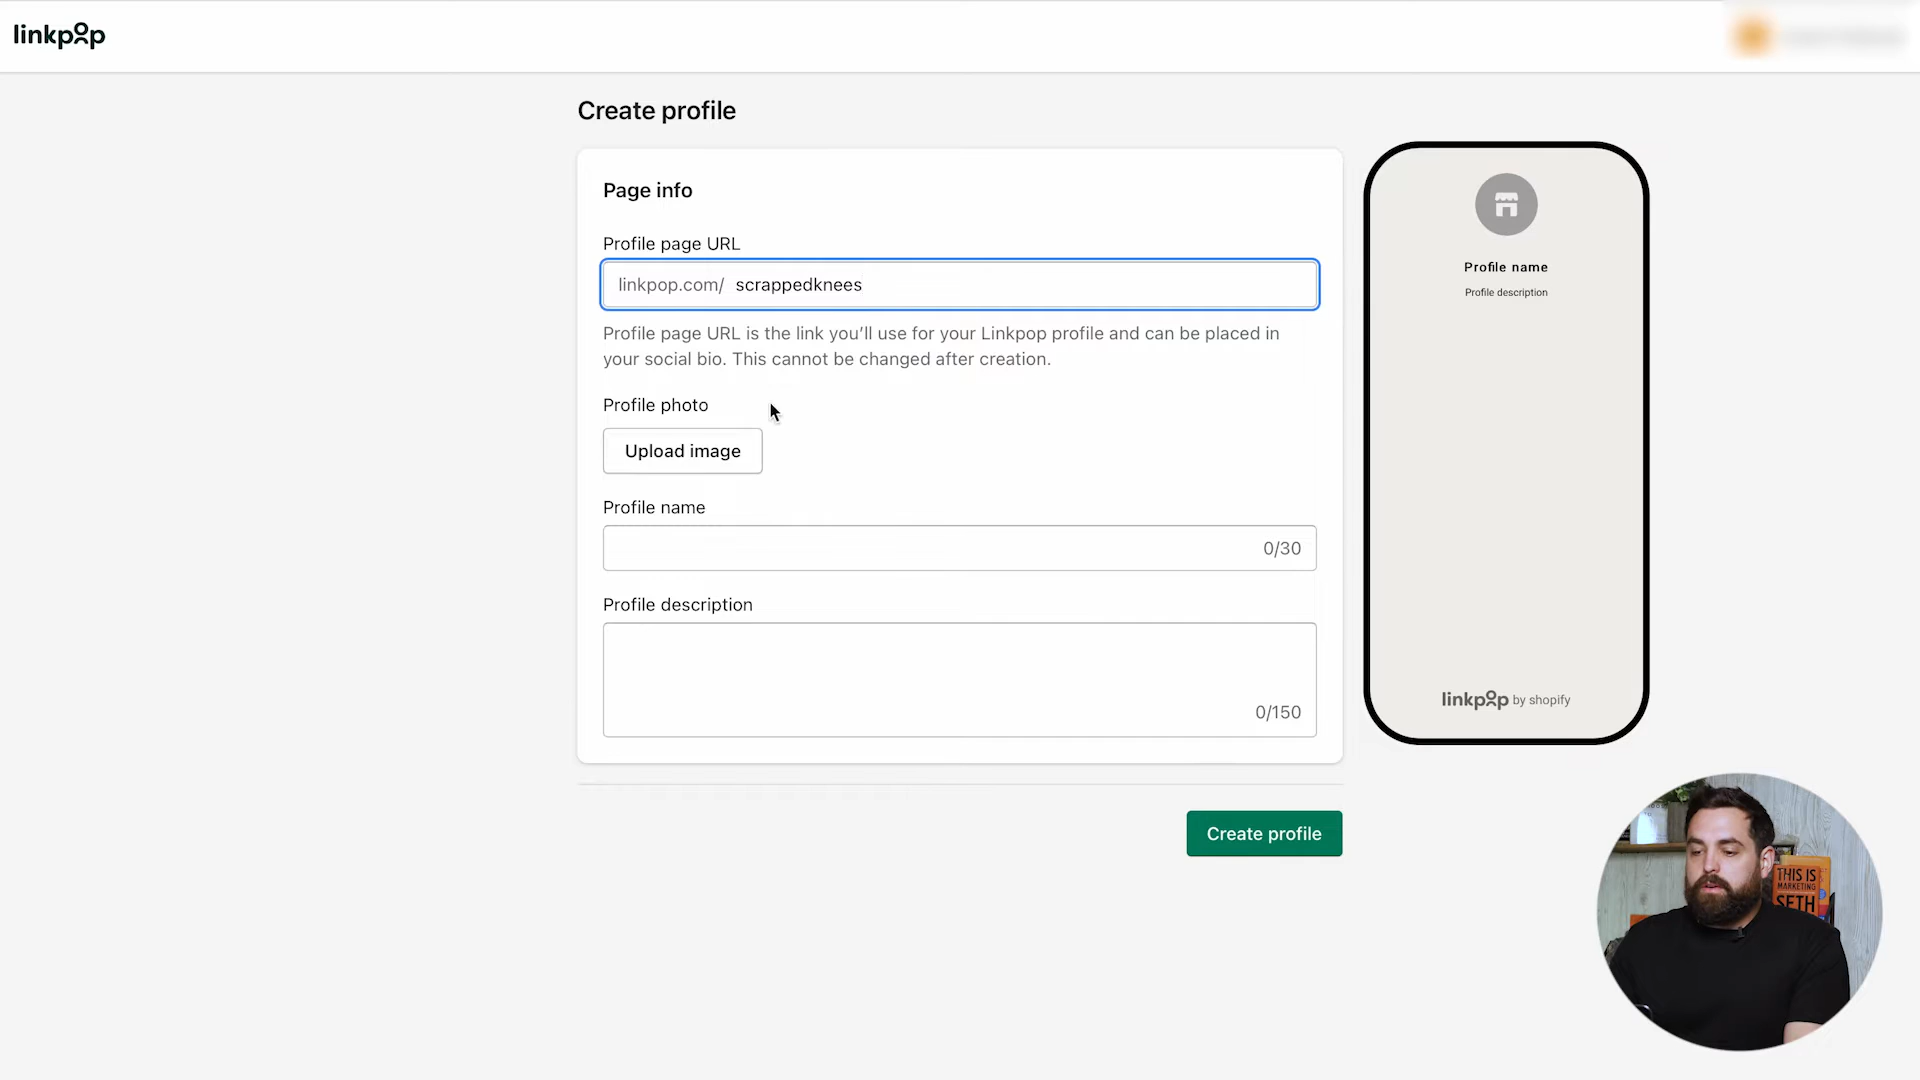 linkpop
Create profile
Page info
Profile page URL
linkpop.com/ scrappedknees
Profile page URL is the link you’ll use for your Linkpop profile and can be placed in
your social bio. This cannot be changed after creation.
Profile photo
Upload image
Profile name
0/30
Profile description
0/150
Create profile
Profile name
Profile description
linkpop by shopify
THIS IS
MARKETING
SETH